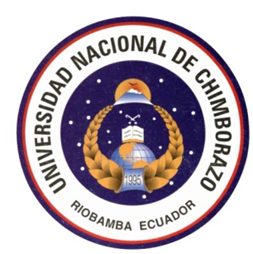 UNIVERSIDAD NACIONAL DE CHIMBORAZO
1995
RIOBAMBA ECUADOR